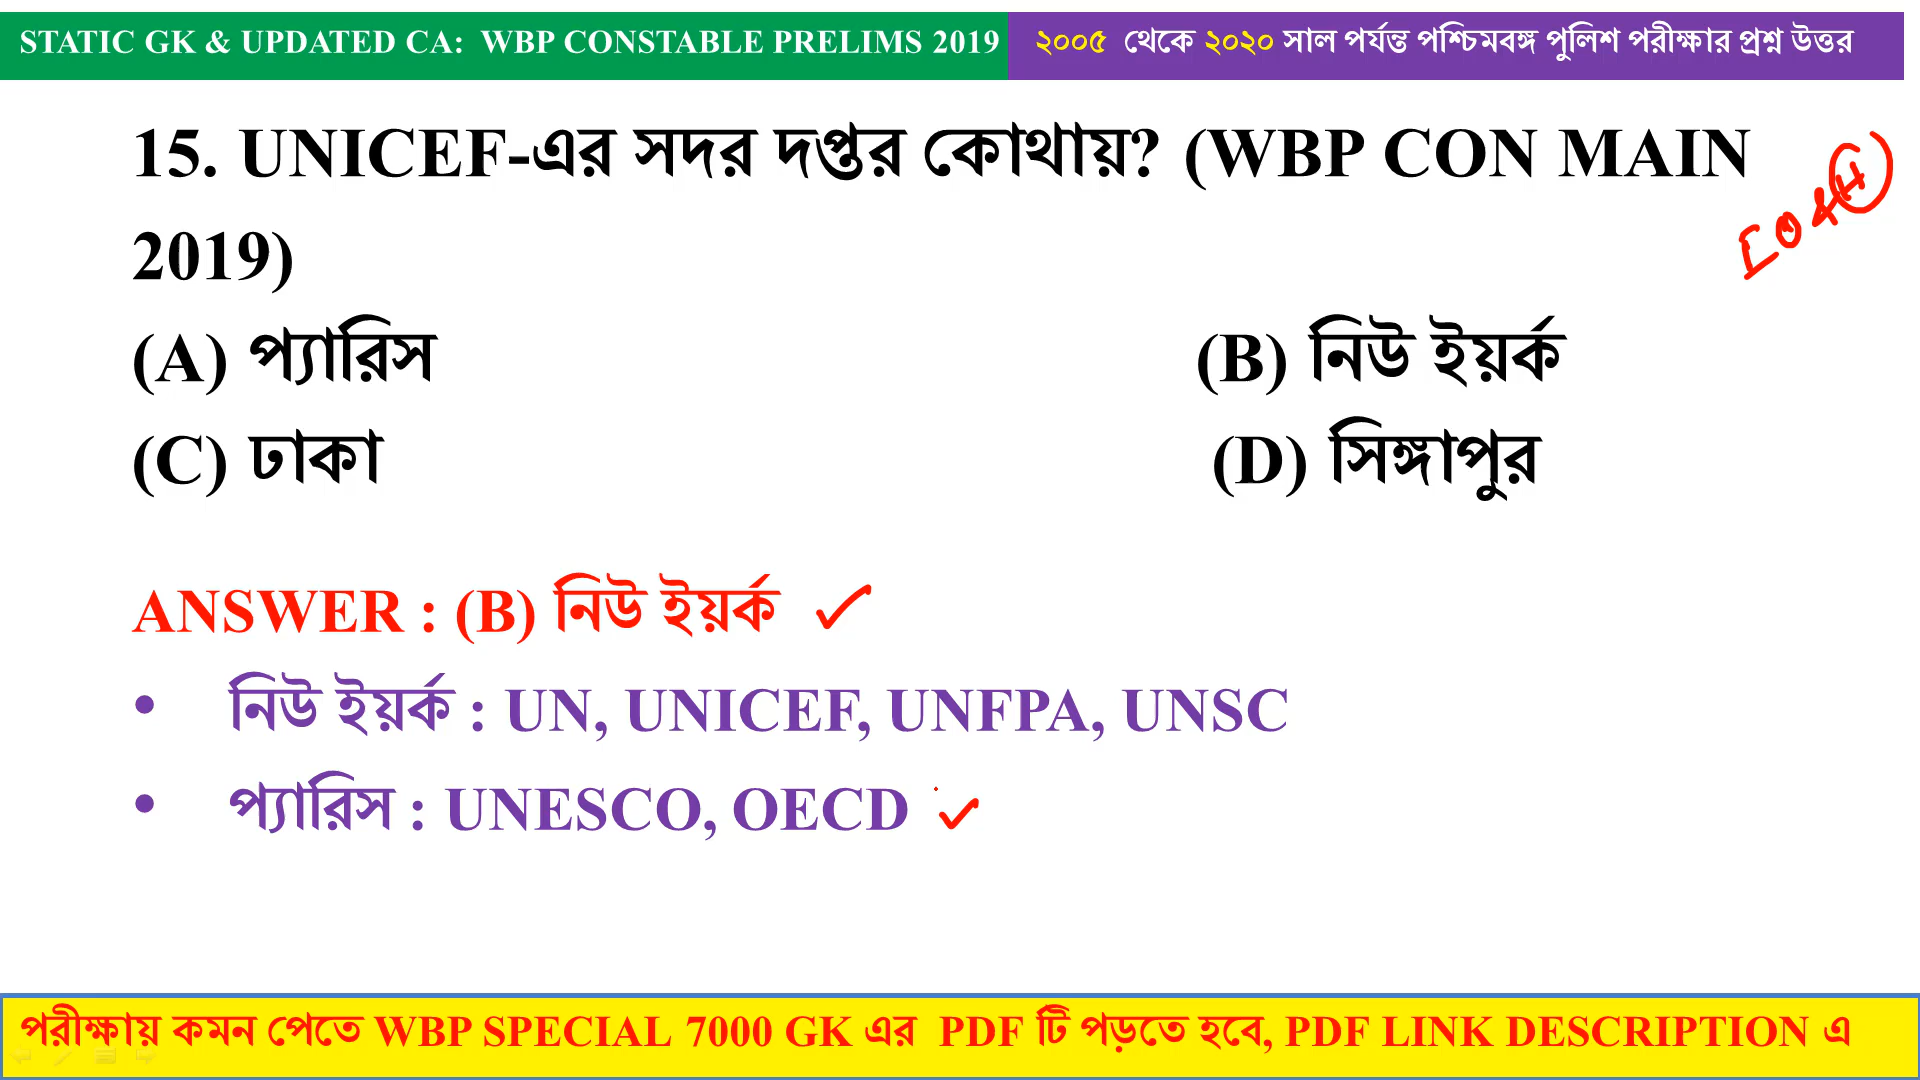 STATIC GK & UPDATED CA: WBP CONSTABLE PRELIMS 2019 ২০০৫ থেকে ২০২০ সাল পর্যন্ত পশ্চিমবঙ্গ পুলিশ পরীক্ষার প্রশ্ন উত্তর
15. UNICEF-এর সদর দপ্তর কোথায়? (WBP CON MAIN
2019)
(A) প্যারিস (B) নিউ ইয়র্ক
(C) ঢাকা (D) সিঙ্গাপুর
ANSWER : (B) নিউ ইয়র্ক
• নিউ ইয়র্ক : UN, UNICEF, UNFPA, UNSC
• প্যারিস : UNESCO, OECD
পরীক্ষায় কমন পেতে WBP SPECIAL 7000 GK এর PDF টি পড়তে হবে, PDF LINK DESCRIPTION এ